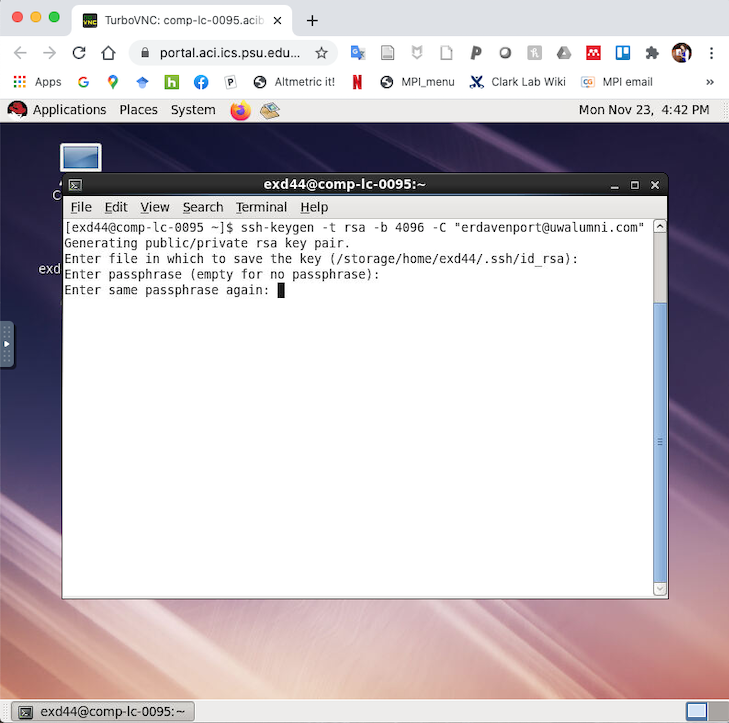 TurboVNC: comp-lc-0095.acib
portal.aci.ics.psu.edu...
Apps
Altmetric it!
MPI_menu
Clark Lab Wiki
MPI email
»
Applications Places System
Mon Nov 23, 4:42 PM
exd44@comp-lc-0095:~
File Edit View Search Terminal Help
[exd44@comp-lc-0095 ~]$ ssh-keygen -t rsa -b 4096 -C "erdavenport@uwalumni.com"
Generating public/private rsa key pair.
Enter file in which to save the key (/storage/home/exd44/.ssh/id_rsa):
Enter passphrase (empty for no passphrase):
Enter same passphrase again:
exd
exd44@comp-lc-0095:~